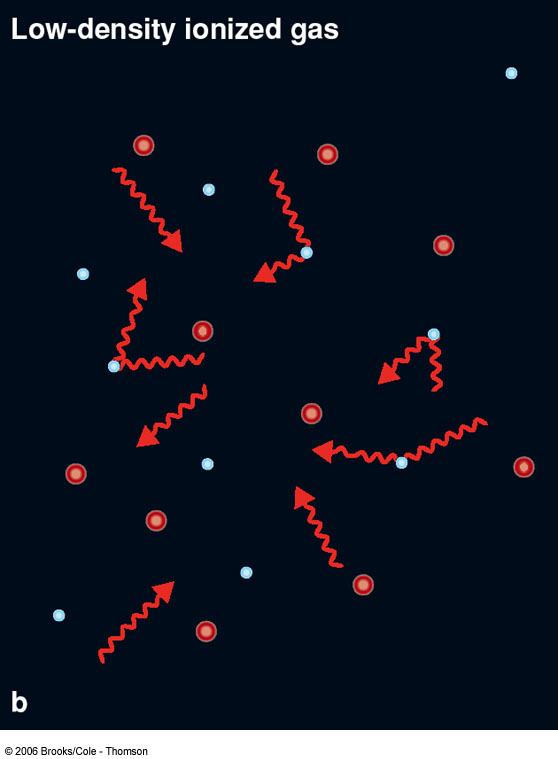 Low-density ionized gas
b
© 2006 Brooks/Cole - Thomson